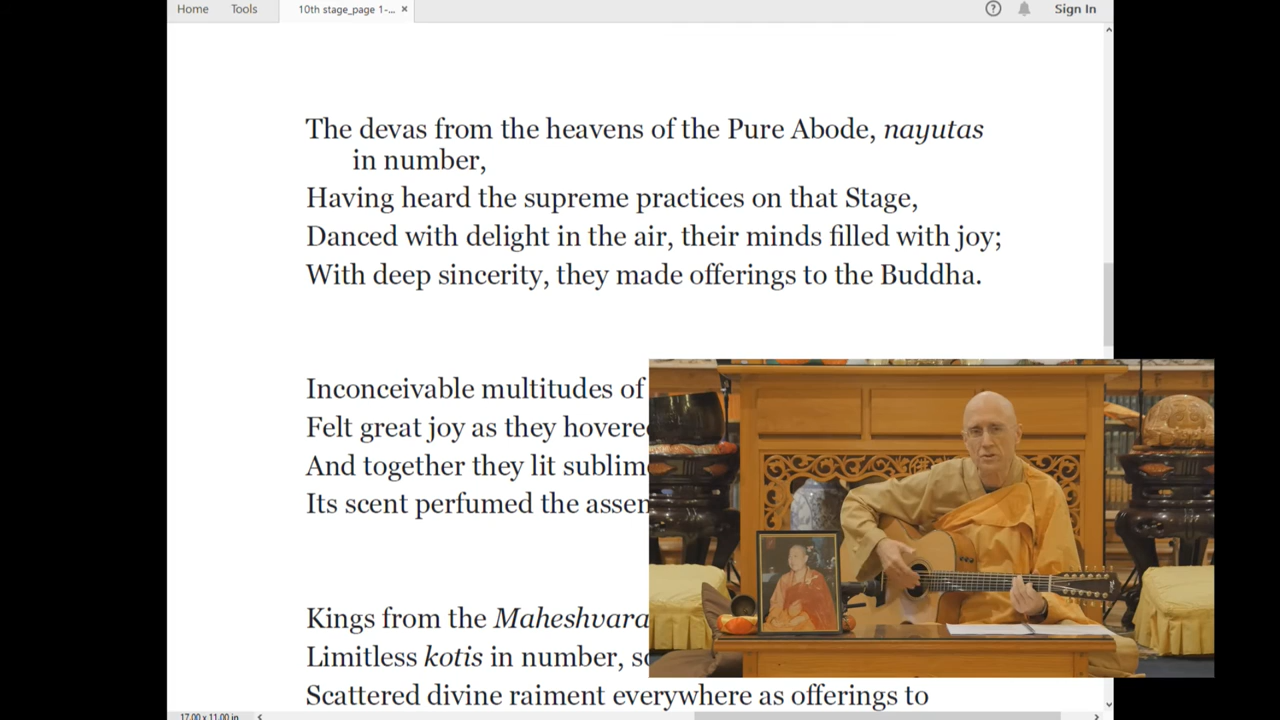 Home Tools 10th stage_page 1-... × ? Sign In
The devas from the heavens of the Pure Abode, nayutas
in number,
Having heard the supreme practices on that Stage,
Danced with delight in the air, their minds filled with joy;
With deep sincerity, they made offerings to the Buddha.
Inconceivable multitudes of
Felt great joy as they
And together they lit
Its scent perfumed the
Kings from the Maheshvara
Limitless kotis in number,
Scattered divine raiment everywhere as offerings to
17.00 x 11.00 in